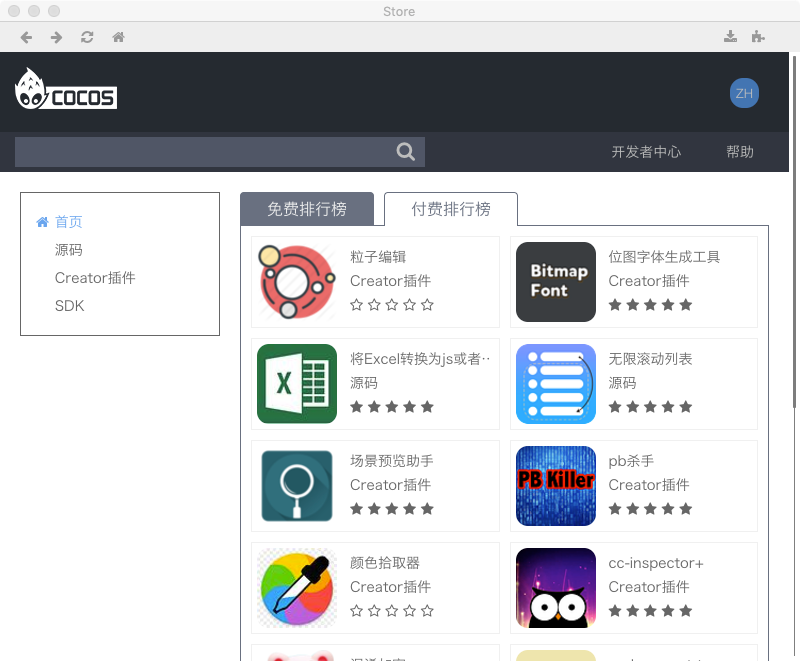 Store
COCOS
ZH
开发者中心 帮助
首页
源码
Creator插件
SDK
免费排行榜 付费排行榜
粒子编辑
Creator插件
Bitmap
Font
位图字体生成工具
Creator插件
X
将Excel转换为js或者··
源码
无限滚动列表
源码
场景预览助手
Creator插件
PB Killer
pb杀手
Creator插件
颜色拾取器
Creator插件
cc-inspector+
Creator插件